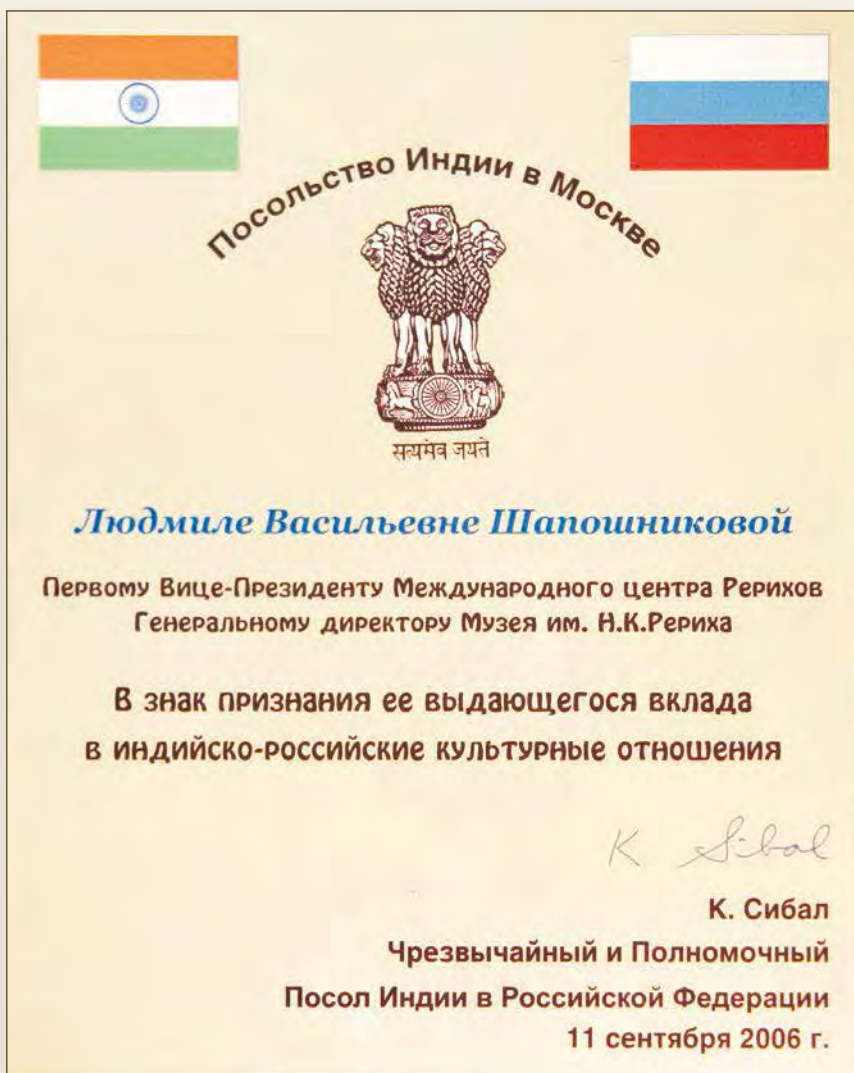 Посольство Индии в Москве
सत्यमेव जयते
Людмиле Васильевне Шапошниковой
Первому Вице-Президенту Международного центра Рерихов
Генеральному директору Музея им. Н.К.Рериха
В знак признания ее выдающегося вклада
в индийско-российские культурные отношения
K Sibal
К. Сибал
Чрезвычайный и Полномочный
Посол Индии в Российской Федерации
11 сентября 2006 г.